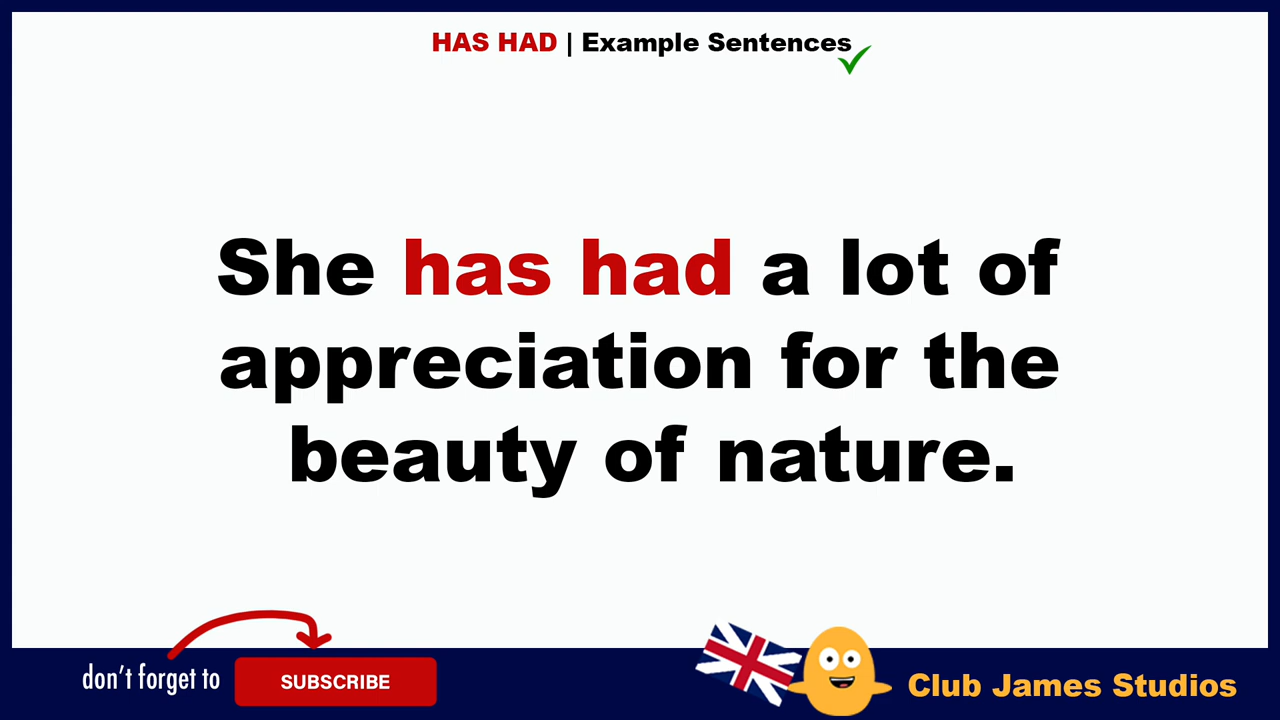 HAS HAD | Example Sentences
She has had a lot of
appreciation for the
beauty of nature.
don't forget to
SUBSCRIBE
Club James Studios